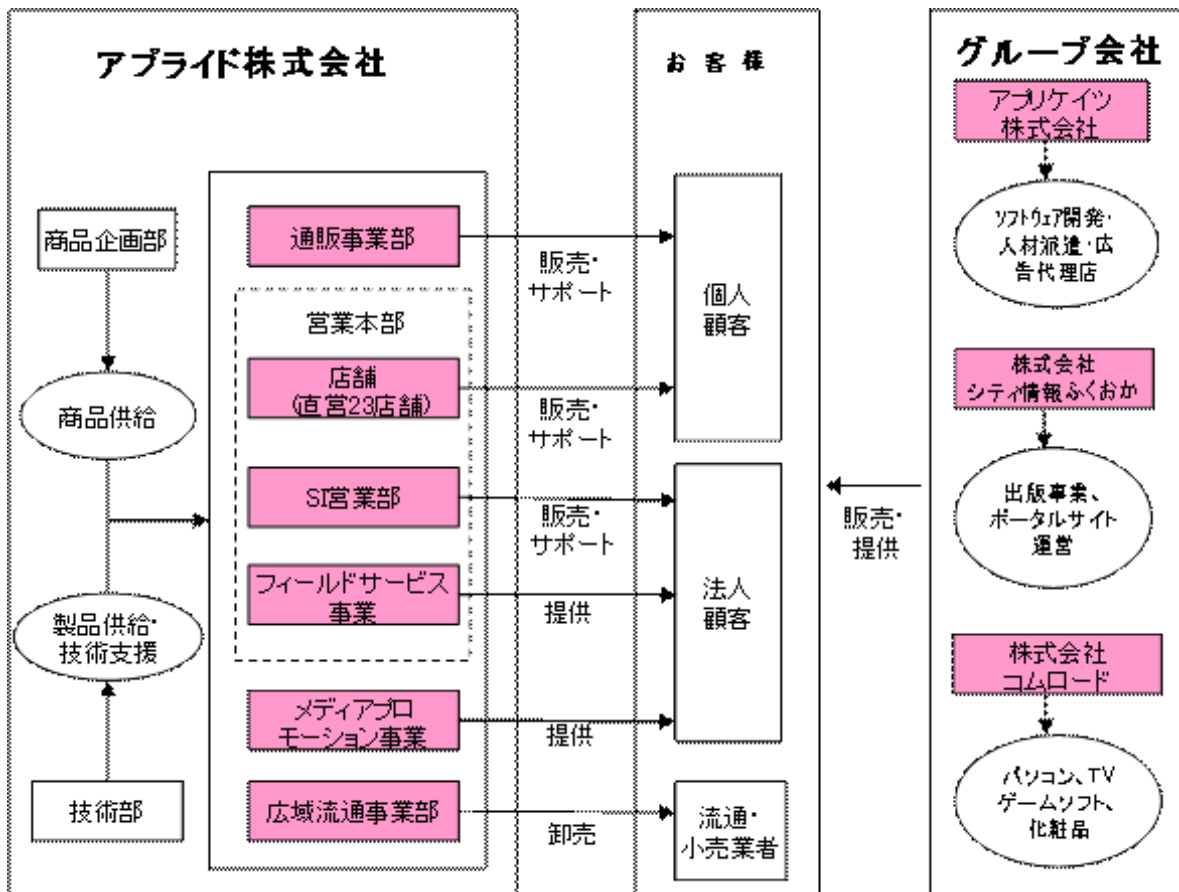 アプライド株式会社
商品企画部
商品供給
製品供給・
技術支援
技術部
通販事業部
営業本部
店舗
(直営23店舗)
SI営業部
フィールドサービス
事業
メディアプロ
モーション事業
広域流通事業部
販売・
サポート
販売・
サポート
販売・
サポート
提供
提供
卸売
お客様
個人
顧客
法人
顧客
流通・
小売業者
販売・
提供
グループ会社
アプリケイツ
株式会社
ソフトウェア開発・
人材派遣・広
告代理店
株式会社
シティ情報ふくおか
出版事業、
ポータルサイト
運営
株式会社
コムロード
パソコン、TV
ゲームソフト、
化粧品